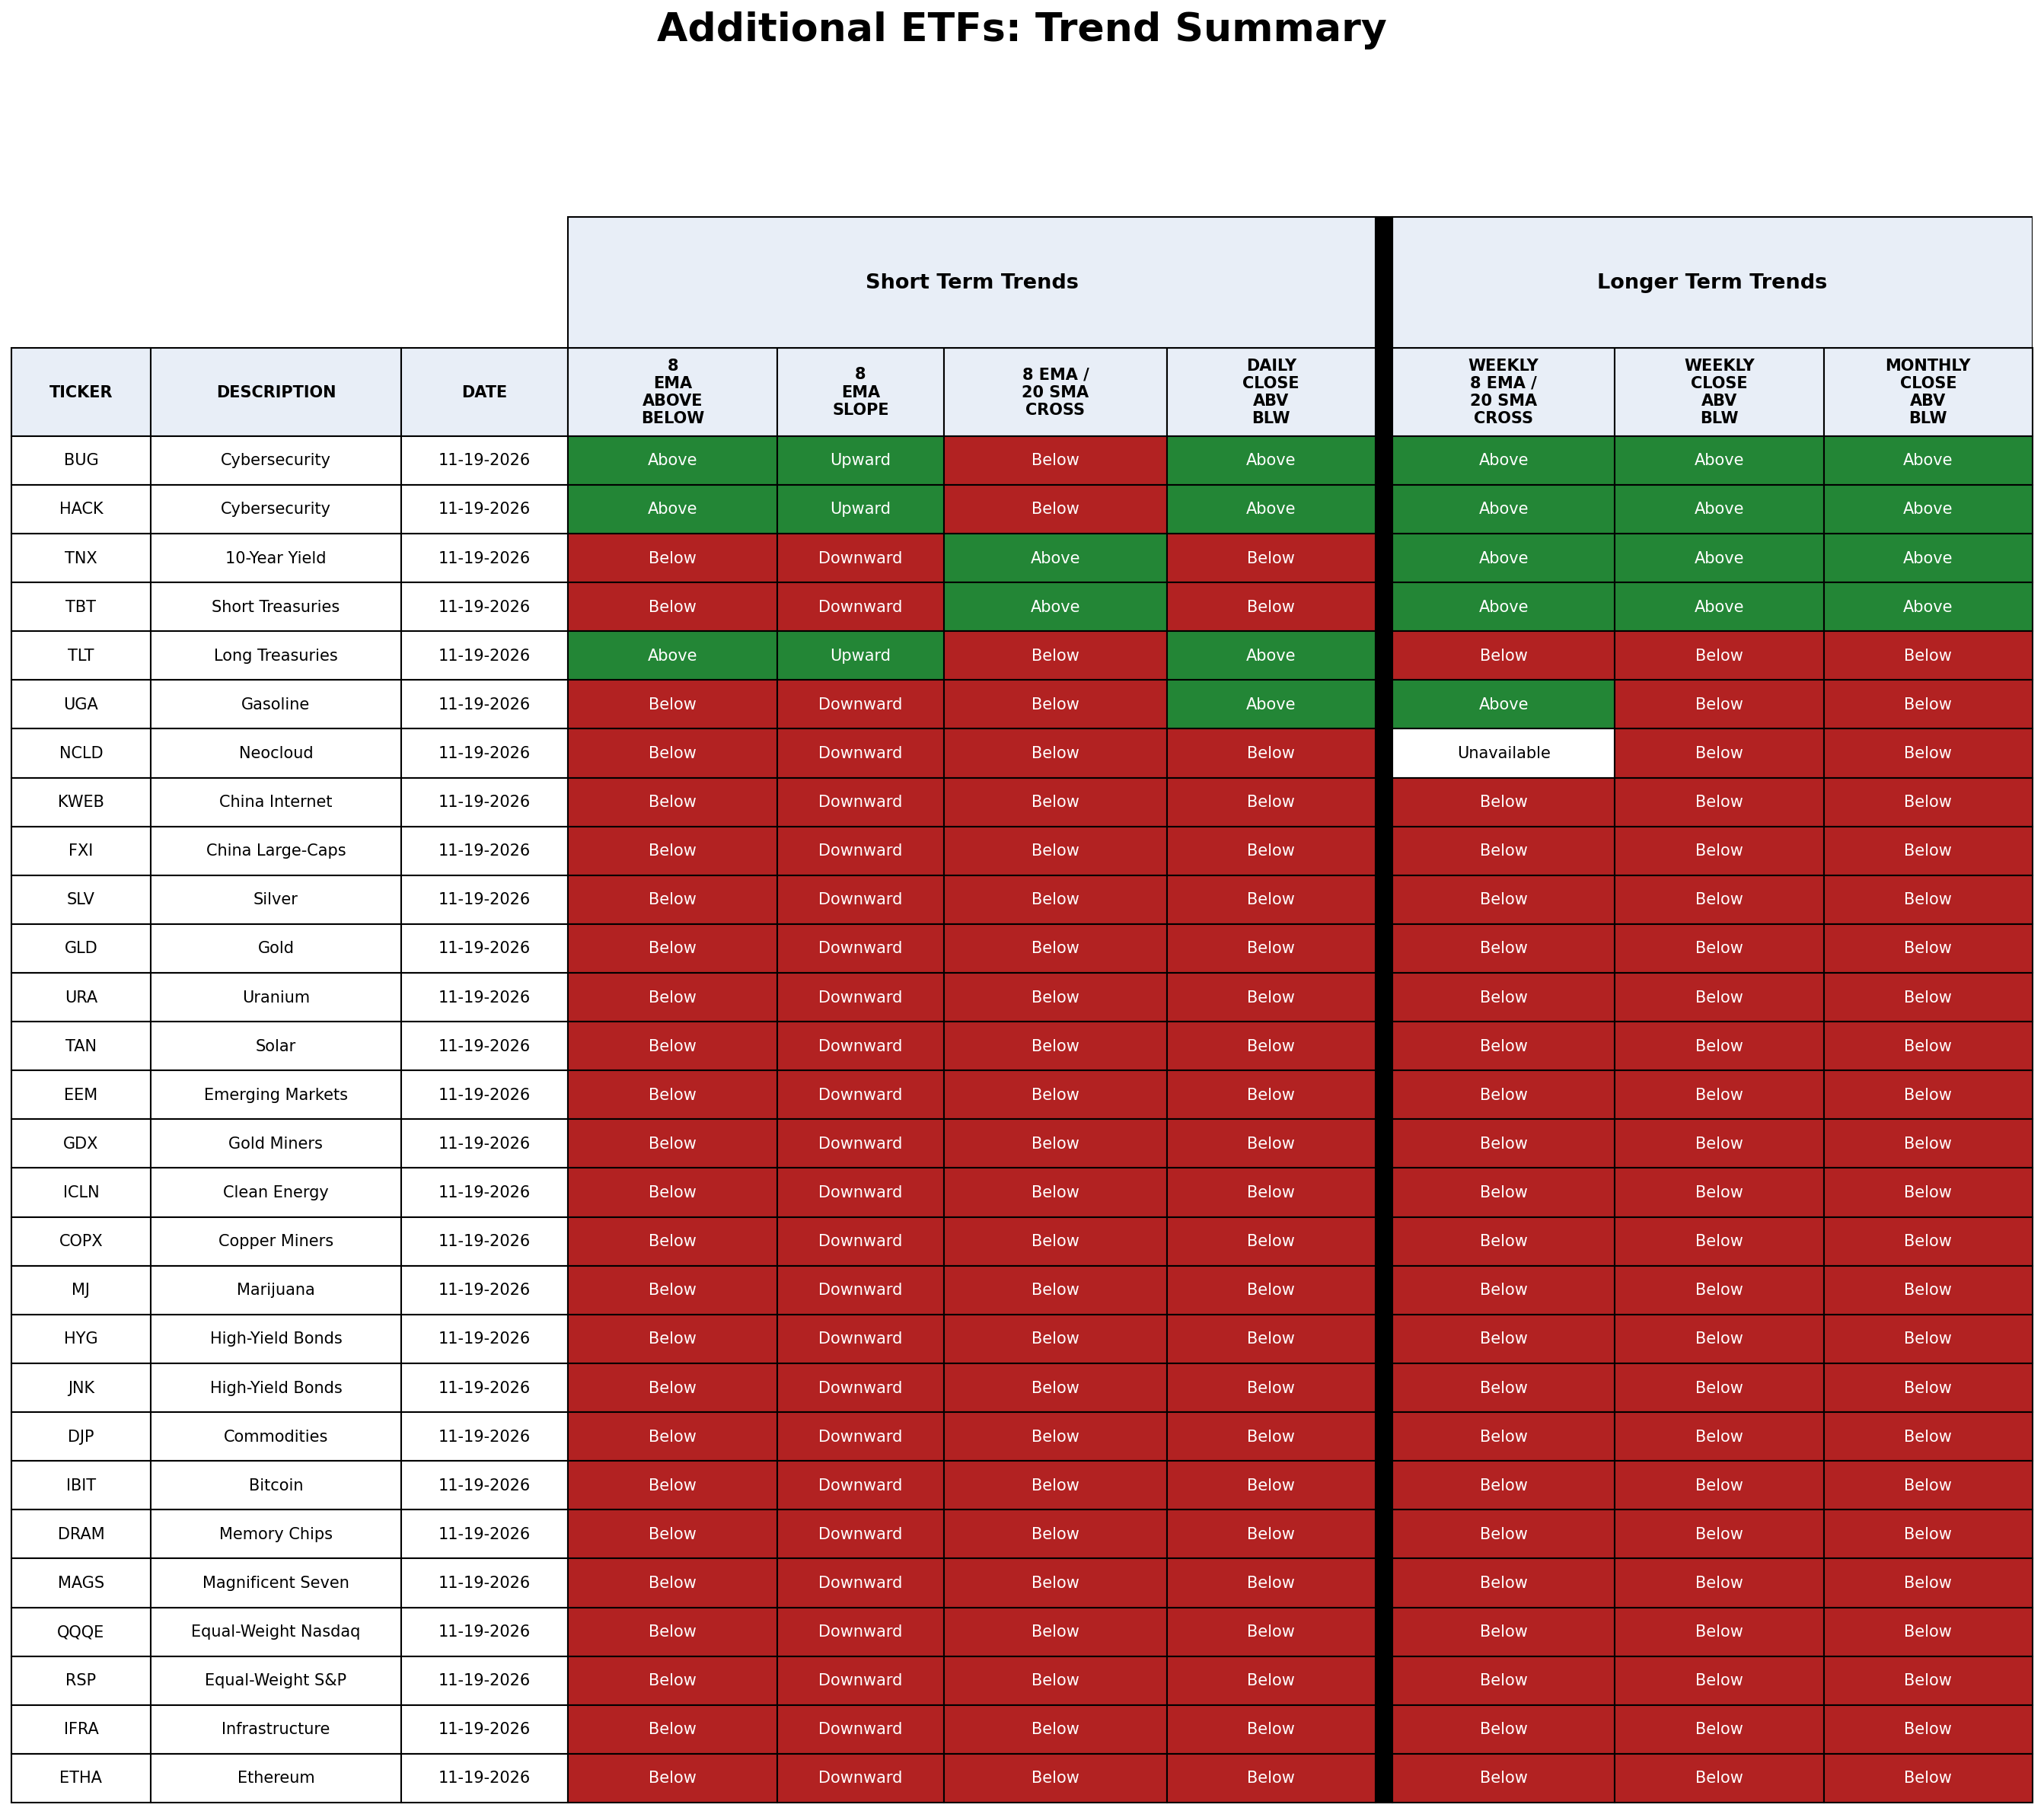 Additional ETFs: Trend Summary
Short Term Trends Longer Term Trends
TICKER DESCRIPTION DATE 8 EMA ABOVE BELOW 8 EMA SLOPE 8 EMA / 20 SMA CROSS DAILY CLOSE ABV BLW WEEKLY 8 EMA / 20 SMA CROSS WEEKLY CLOSE ABV BLW MONTHLY CLOSE ABV BLW
BUG Cybersecurity 11-19-2026 Above Upward Below Above Above Above Above
HACK Cybersecurity 11-19-2026 Above Upward Below Above Above Above Above
TNX 10-Year Yield 11-19-2026 Below Downward Above Below Above Above Above
TBT Short Treasuries 11-19-2026 Below Downward Above Below Above Above Above
TLT Long Treasuries 11-19-2026 Above Upward Below Above Below Below Below
UGA Gasoline 11-19-2026 Below Downward Below Above Above Below Below
NCLD Neocloud 11-19-2026 Below Downward Below Below Unavailable Below Below
KWEB China Internet 11-19-2026 Below Downward Below Below Below Below Below
FXI China Large-Caps 11-19-2026 Below Downward Below Below Below Below Below
SLV Silver 11-19-2026 Below Downward Below Below Below Below Below
GLD Gold 11-19-2026 Below Downward Below Below Below Below Below
URA Uranium 11-19-2026 Below Downward Below Below Below Below Below
TAN Solar 11-19-2026 Below Downward Below Below Below Below Below
EEM Emerging Markets 11-19-2026 Below Downward Below Below Below Below Below
GDX Gold Miners 11-19-2026 Below Downward Below Below Below Below Below
ICLN Clean Energy 11-19-2026 Below Downward Below Below Below Below Below
COPX Copper Miners 11-19-2026 Below Downward Below Below Below Below Below
MJ Marijuana 11-19-2026 Below Downward Below Below Below Below Below
HYG High-Yield Bonds 11-19-2026 Below Downward Below Below Below Below Below
JNK High-Yield Bonds 11-19-2026 Below Downward Below Below Below Below Below
DJP Commodities 11-19-2026 Below Downward Below Below Below Below Below
IBIT Bitcoin 11-19-2026 Below Downward Below Below Below Below Below
DRAM Memory Chips 11-19-2026 Below Downward Below Below Below Below Below
MAGS Magnificent Seven 11-19-2026 Below Downward Below Below Below Below Below
QQQE Equal-Weight Nasdaq 11-19-2026 Below Downward Below Below Below Below Below
RSP Equal-Weight S&P 11-19-2026 Below Downward Below Below Below Below Below
IFRA Infrastructure 11-19-2026 Below Downward Below Below Below Below Below
ETHA Ethereum 11-19-2026 Below Downward Below Below Below Below Below